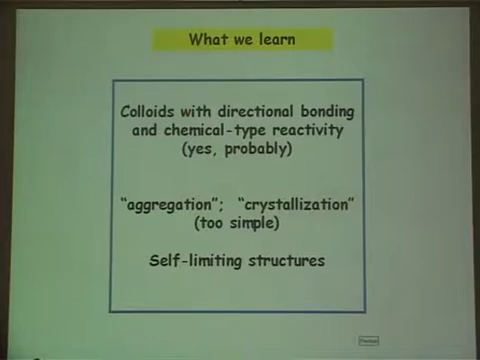 What we learn
Colloids with directional bonding
and chemical-type reactivity
(yes, probably)
“aggregation”; “crystallization”
(too simple)
Self-limiting structures